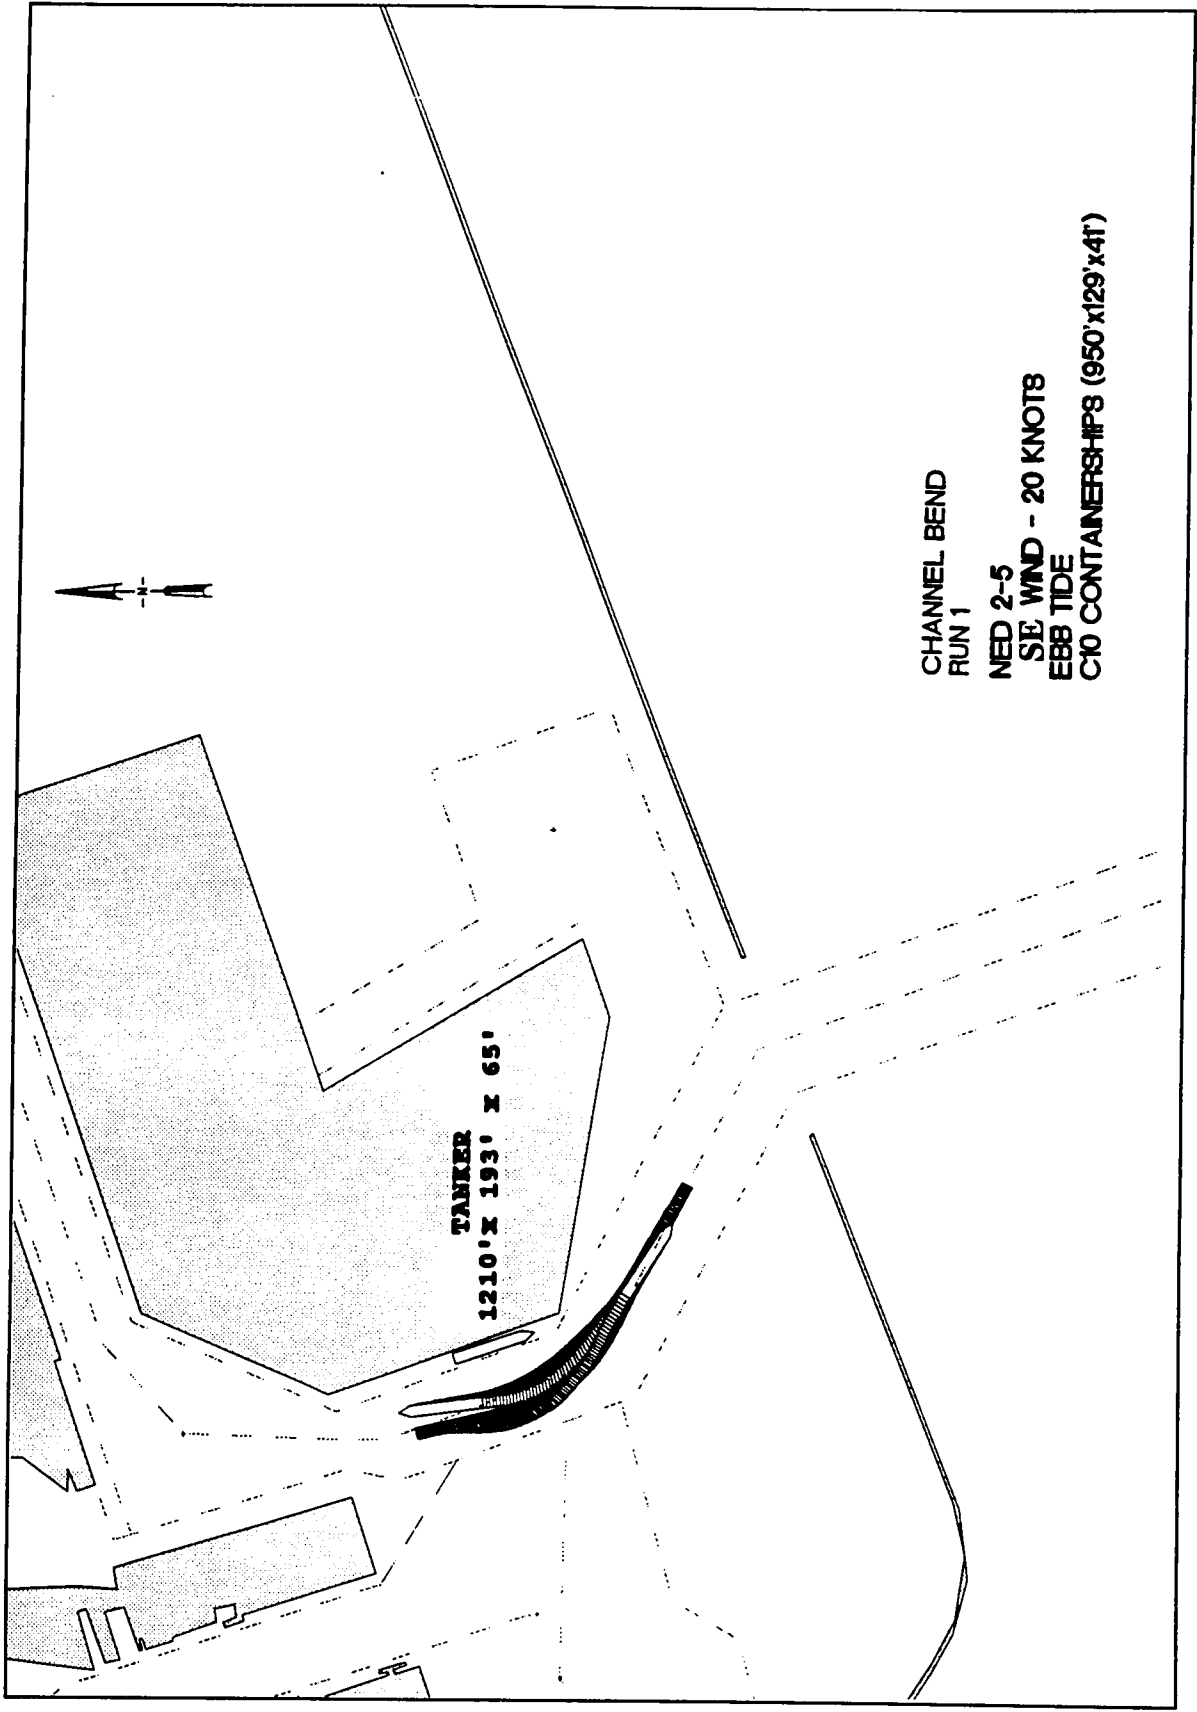 -N-
TANKER
1210'X 193' X 65'
CHANNEL BEND
RUN 1
NED 2-5
SE WIND - 20 KNOTS
EBB TIDE
C10 CONTAINERSHIPS (950'x129'x41')